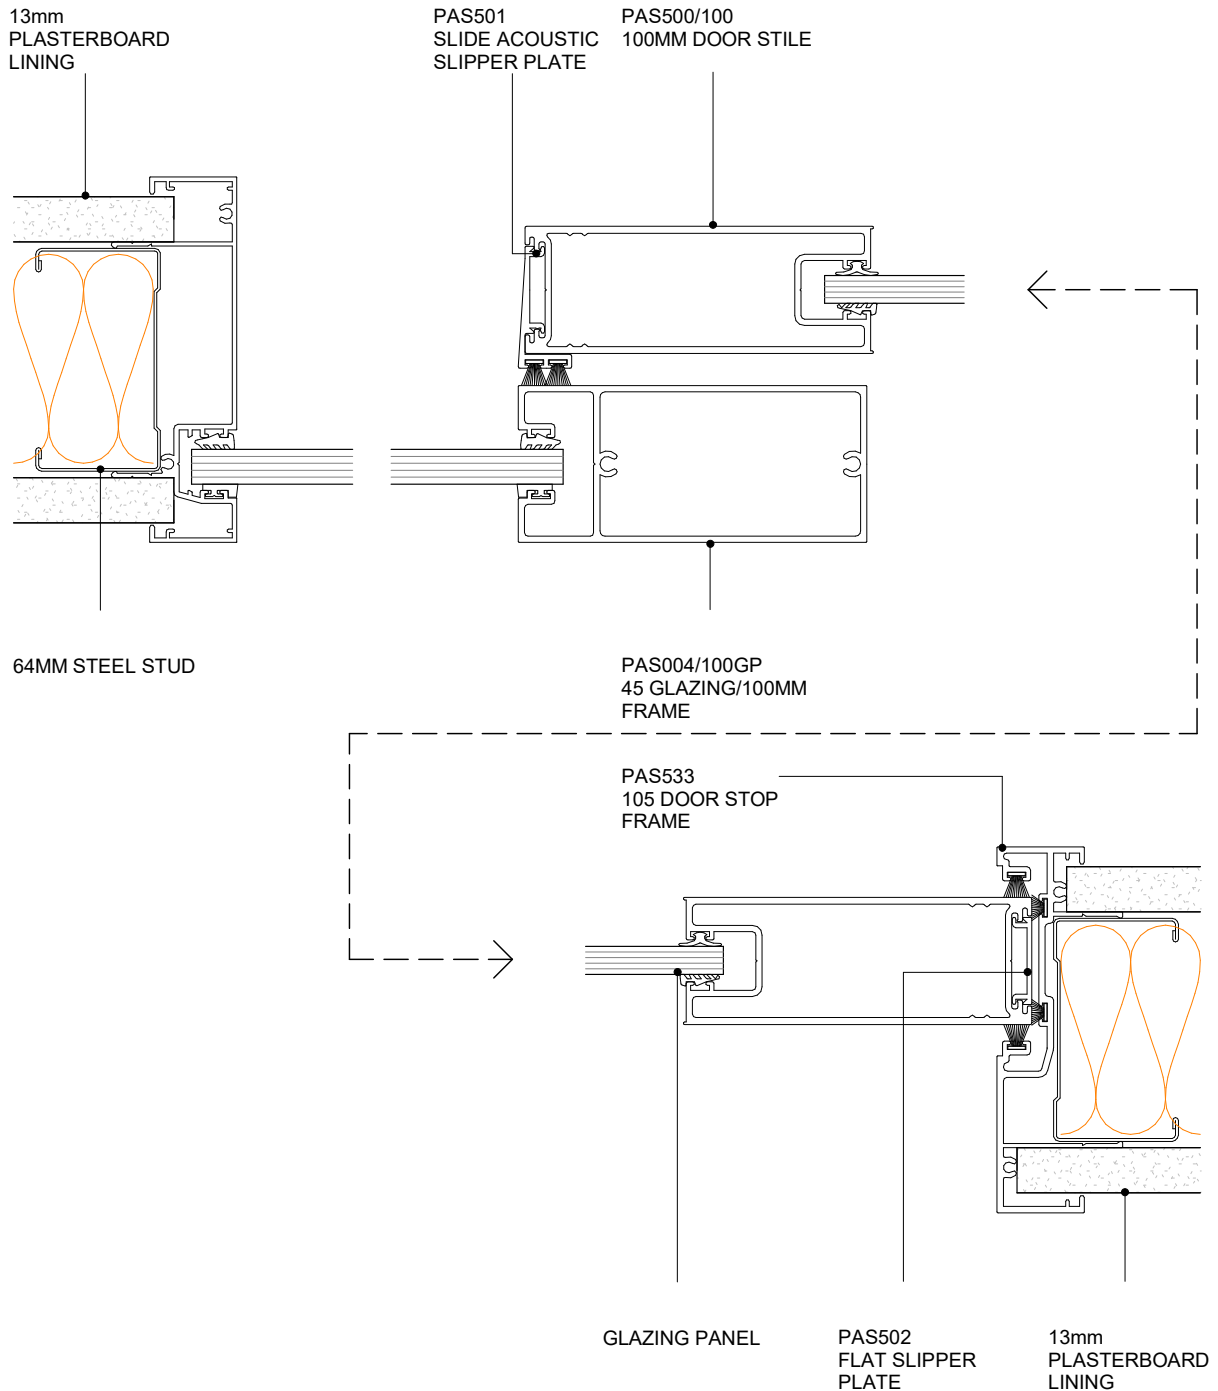 13mm
PLASTERBOARD
LINING
PAS501
SLIDE ACOUSTIC
SLIPPER PLATE
PAS500/100
100MM DOOR STILE
64MM STEEL STUD
PAS004/100GP
45 GLAZING/100MM
FRAME
PAS533
105 DOOR STOP
FRAME
GLAZING PANEL
PAS502
FLAT SLIPPER
PLATE
13mm
PLASTERBOARD
LINING